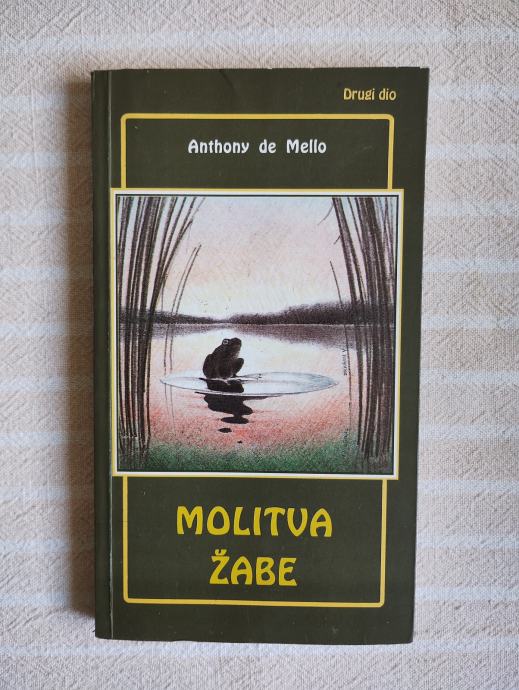 Drugi dio
Anthony de Mello
MOLITVA
ŽABE